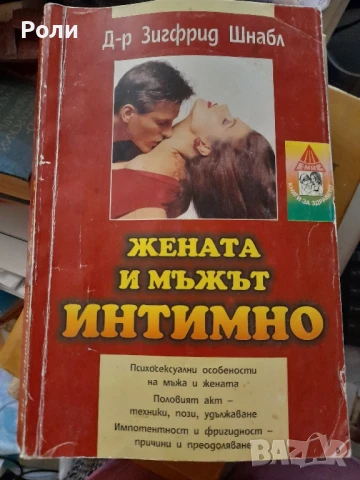 Роли
Д-р Зигфрид Шнабл
ЖЕНАТА
И МЪЖЪТ
ИНТИМНО
Психосексуални особености
на мъжа и жената
Половият акт –
техники, пози, удължаване
Импотентност и фригидност –
причини и преодоляване
BAZAR